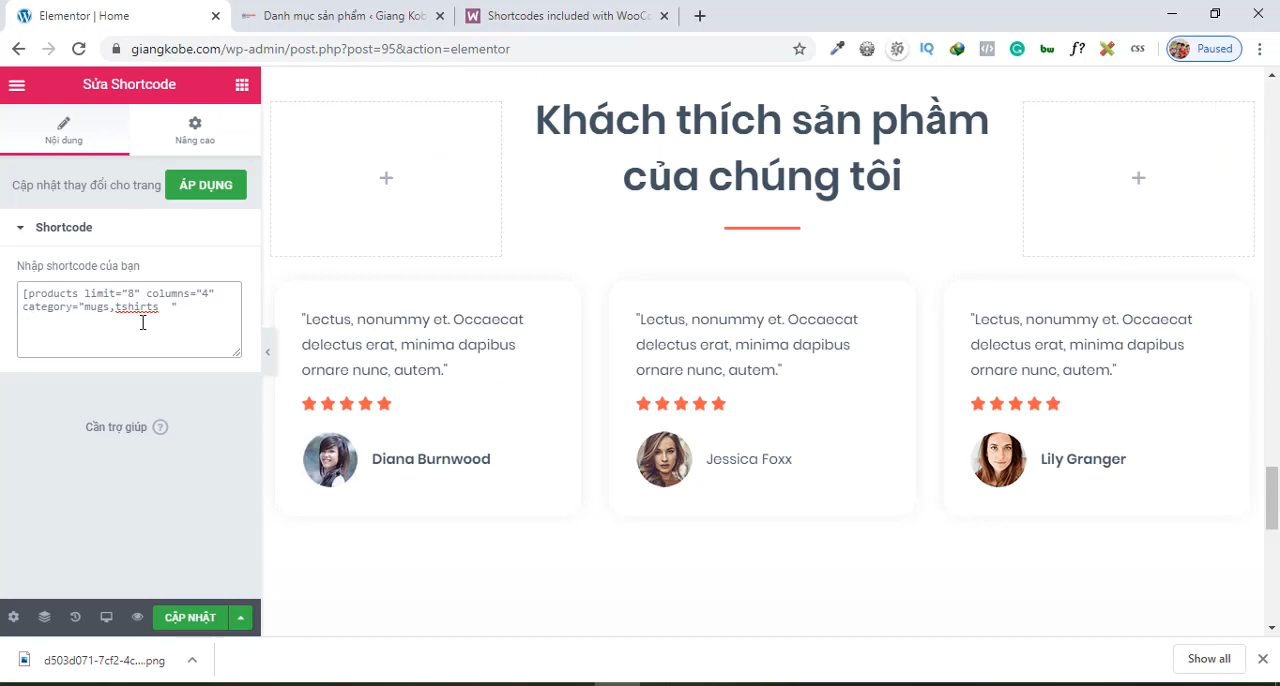 Elementor | Home
Danh mục sản phẩm ‹ Giang Kob
Shortcodes included with WooCo
giangkobe.com/wp-admin/post.php?post=95&action=elementor
IQ
bw
f?
css
Paused
Sửa Shortcode
Nội dung
Nâng cao
Cập nhật thay đổi cho trang
ÁP DỤNG
Shortcode
Nhập shortcode của bạn
[products limit="8" columns="4"
category="mugs,tshirts "
Cần trợ giúp
CẬP NHẬT
Khách thích sản phầm
của chúng tôi
"Lectus, nonummy et. Occaecat
delectus erat, minima dapibus
ornare nunc, autem."
Diana Burnwood
"Lectus, nonummy et. Occaecat
delectus erat, minima dapibus
ornare nunc, autem."
Jessica Foxx
"Lectus, nonummy et. Occaecat
delectus erat, minima dapibus
ornare nunc, autem."
Lily Granger
d503d071-7cf2-4c....png
Show all